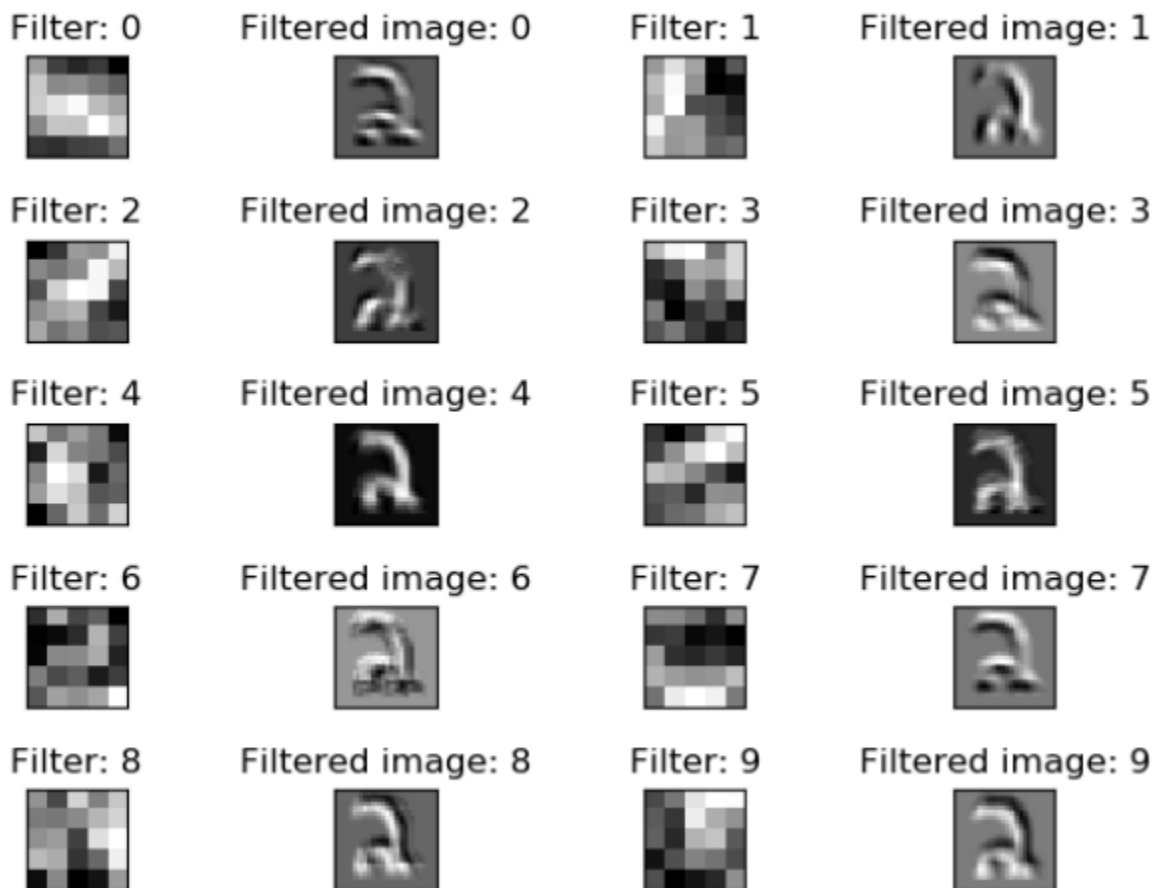 Filter: 0 Filtered image: 0 Filter: 1 Filtered image: 1
Filter: 2 Filtered image: 2 Filter: 3 Filtered image: 3
Filter: 4 Filtered image: 4 Filter: 5 Filtered image: 5
Filter: 6 Filtered image: 6 Filter: 7 Filtered image: 7
Filter: 8 Filtered image: 8 Filter: 9 Filtered image: 9